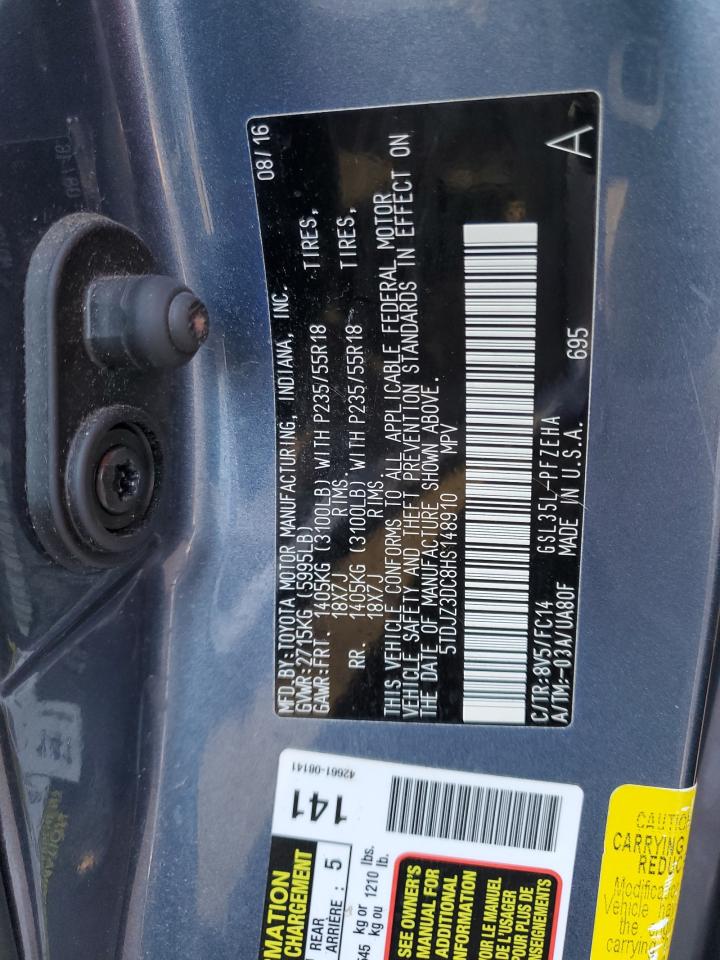 MFD.BY:TOYOTA MOTOR MANUFACTURING, INDIANA, INC. 08/16
GVWR:2715KG (5995LB)
GAWR:FRT. 1405KG (3100LB) WITH P235/55R18 TIRES,
18X7J RIMS.
RR. 1405KG (3100LB) WITH P235/55R18 TIRES,
18X7J RIMS.
THIS VEHICLE CONFORMS TO ALL APPLICABLE FEDERAL MOTOR
VEHICLE SAFETY AND THEFT PREVENTION STANDARDS IN EFFECT ON
THE DATE OF MANUFACTURE SHOWN ABOVE.
5TDJZ3DC8HS148910 MPV
C/TR:8V5/FC14 GSL35L-PFZEHA 695
A/TM:-03A/UA80F MADE IN U.S.A. A
42661-08141
141
CHARGEMENT
REAR
ARRIÈRE : 5
kg or 1210 lbs.
kg ou lb.
SEE OWNER'S
MANUAL FOR
ADDITIONAL
INFORMATION
VOIR LE MANUEL
DE L'USAGER
POUR PLUS DE
RENSEIGNEMENTS
CAUTION
CARRYING
Vehicle
the
carrying